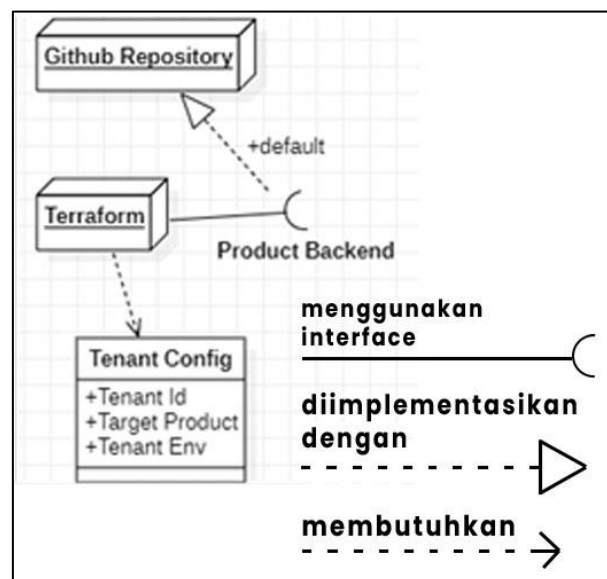 Github Repository
+default
Terraform
Product Backend
Tenant Config
+Tenant Id
+Target Product
+Tenant Env
menggunakan
interface
diimplementasikan
dengan
membutuhkan